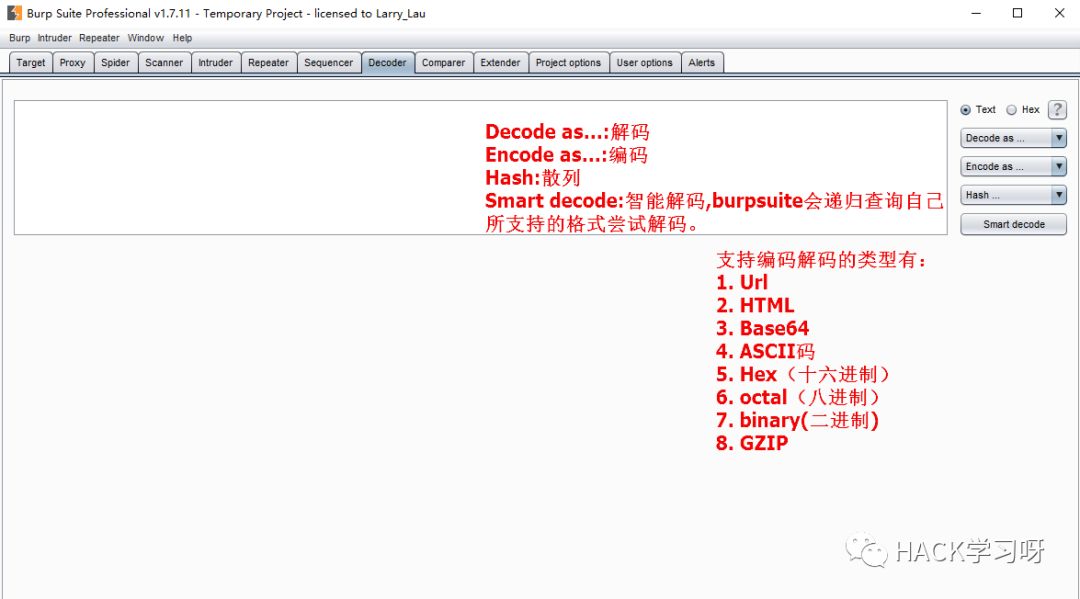 Burp Suite Professional v1.7.11 - Temporary Project - licensed to Larry_Lau
Burp Intruder Repeater Window Help
Target Proxy Spider Scanner Intruder Repeater Sequencer Decoder Comparer Extender Project options User options Alerts
Text Hex ?
Decode as ...
Encode as ...
Hash ...
Smart decode
Decode as...:解码
Encode as...:编码
Hash:散列
Smart decode:智能解码,burpsuite会递归查询自己
所支持的格式尝试解码。
支持编码解码的类型有：
1. Url
2. HTML
3. Base64
4. ASCII码
5. Hex（十六进制）
6. octal（八进制）
7. binary(二进制)
8. GZIP
HACK学习呀